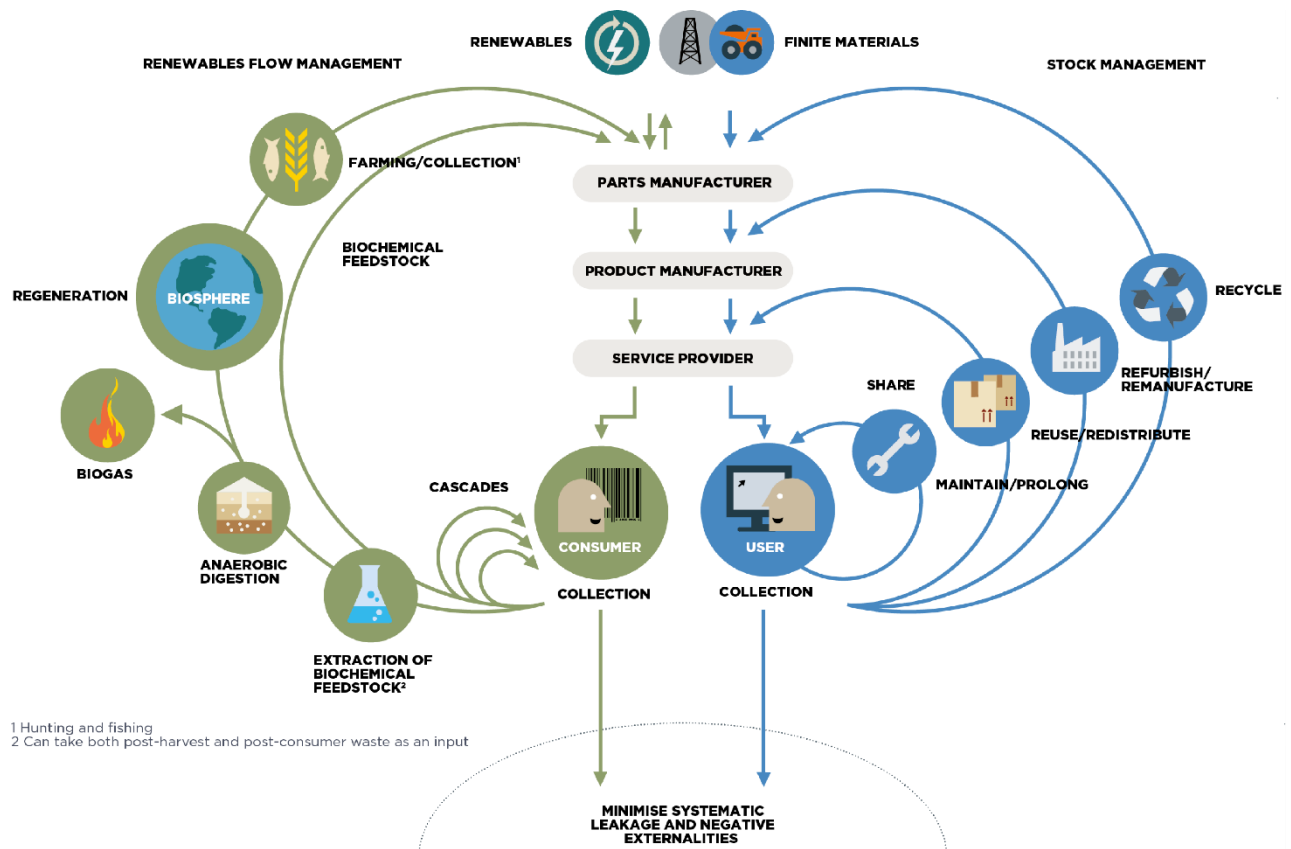 RENEWABLES
FINITE MATERIALS
RENEWABLES FLOW MANAGEMENT
STOCK MANAGEMENT
FARMING/COLLECTION¹
PARTS MANUFACTURER
BIOCHEMICAL
FEEDSTOCK
PRODUCT MANUFACTURER
REGENERATION
BIOSPHERE
RECYCLE
SERVICE PROVIDER
SHARE
REFURBISH/
REMANUFACTURE
REUSE/REDISTRIBUTE
BIOGAS
CASCADES
MAINTAIN/PROLONG
CONSUMER
USER
ANAEROBIC
DIGESTION
COLLECTION
COLLECTION
EXTRACTION OF
BIOCHEMICAL
FEEDSTOCK²
1 Hunting and fishing
2 Can take both post-harvest and post-consumer waste as an input
MINIMISE SYSTEMATIC
LEAKAGE AND NEGATIVE
EXTERNALITIES